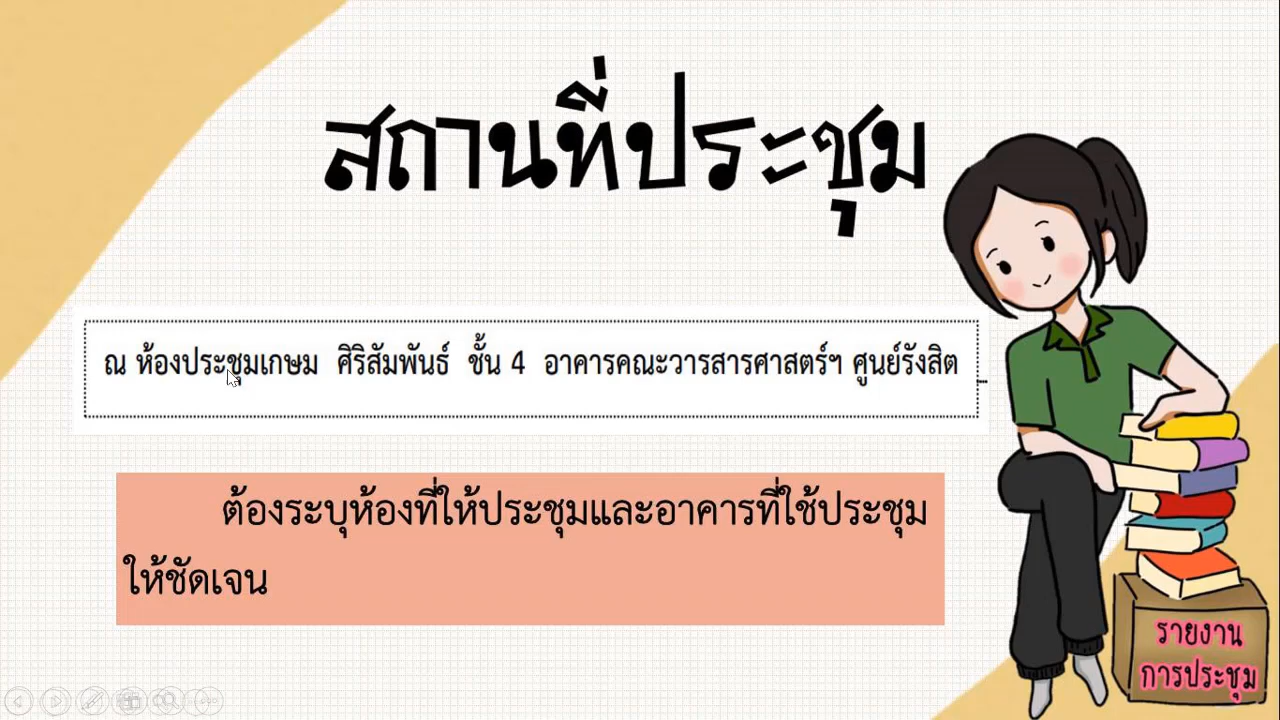 สถานที่ประชุม
ณ ห้องประชุมเกษม ศิริสัมพันธ์ ชั้น 4 อาคารคณะวารสารศาสตร์ฯ ศูนย์รังสิต
ต้องระบุห้องที่ให้ประชุมและอาคารที่ใช้ประชุม
ให้ชัดเจน
รายงาน
การประชุม